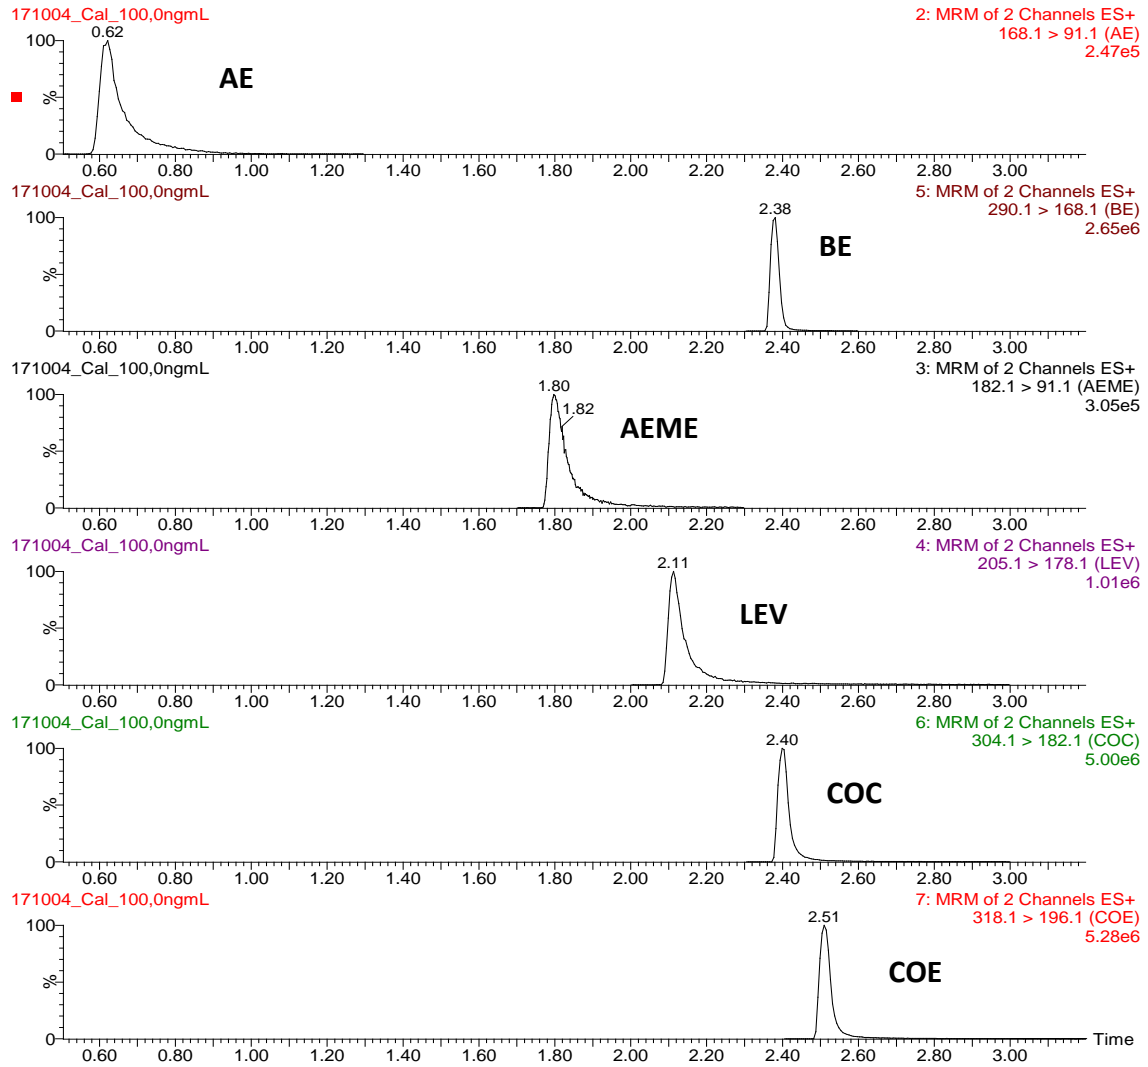 171004_Cal_100,0ngmL
2: MRM of 2 Channels ES+
168.1 > 91.1 (AE)
2.47e5
0.62
100
%
0
AE
0.60 0.80 1.00 1.20 1.40 1.60 1.80 2.00 2.20 2.40 2.60 2.80 3.00
171004_Cal_100,0ngmL
5: MRM of 2 Channels ES+
290.1 > 168.1 (BE)
2.65e6
2.38
100
%
0
BE
0.60 0.80 1.00 1.20 1.40 1.60 1.80 2.00 2.20 2.40 2.60 2.80 3.00
171004_Cal_100,0ngmL
3: MRM of 2 Channels ES+
182.1 > 91.1 (AEME)
3.05e5
1.80
1.82
100
%
0
AEME
0.60 0.80 1.00 1.20 1.40 1.60 1.80 2.00 2.20 2.40 2.60 2.80 3.00
171004_Cal_100,0ngmL
4: MRM of 2 Channels ES+
205.1 > 178.1 (LEV)
1.01e6
2.11
100
%
0
LEV
0.60 0.80 1.00 1.20 1.40 1.60 1.80 2.00 2.20 2.40 2.60 2.80 3.00
171004_Cal_100,0ngmL
6: MRM of 2 Channels ES+
304.1 > 182.1 (COC)
5.00e6
2.40
100
%
0
COC
0.60 0.80 1.00 1.20 1.40 1.60 1.80 2.00 2.20 2.40 2.60 2.80 3.00
171004_Cal_100,0ngmL
7: MRM of 2 Channels ES+
318.1 > 196.1 (COE)
5.28e6
2.51
100
%
0
COE
Time
0.60 0.80 1.00 1.20 1.40 1.60 1.80 2.00 2.20 2.40 2.60 2.80 3.00